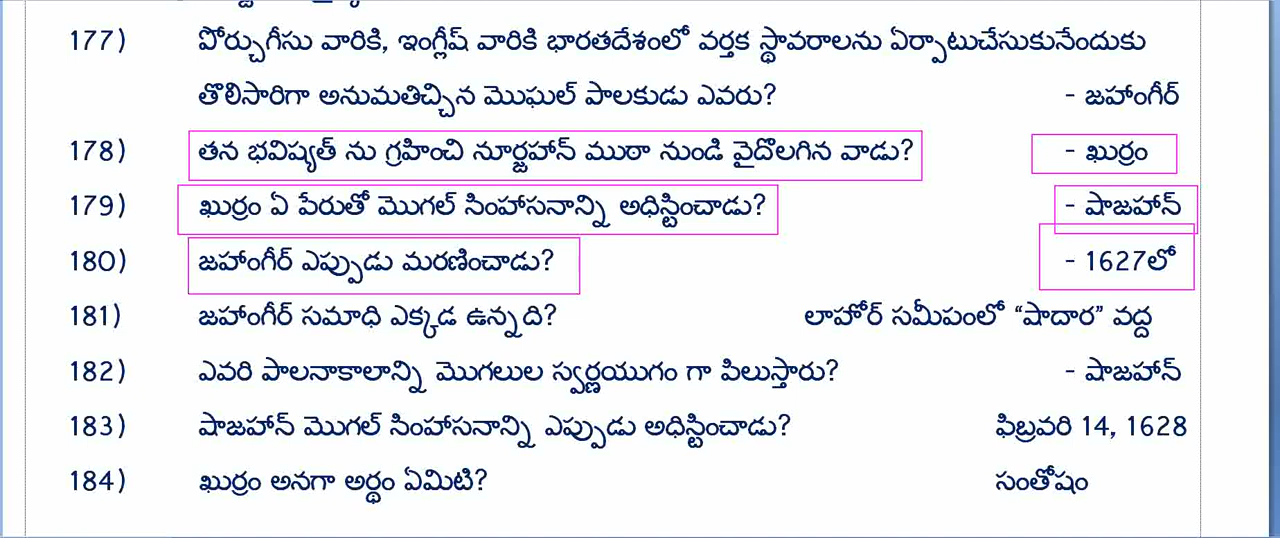 177) పోర్చుగీసు వారికి, ఇంగ్లీష్ వారికి భారతదేశంలో వర్తక స్థావరాలను ఏర్పాటుచేసుకునేందుకు
తొలిసారిగా అనుమతిచ్చిన మొఘల్ పాలకుడు ఎవరు? - జహాంగీర్
178) తన భవిష్యత్ ను గ్రహించి నూర్జహాన్ ముఠా నుండి వైదొలగిన వాడు? - ఖుర్రం
179) ఖుర్రం ఏ పేరుతో మొగల్ సింహాసనాన్ని అధిస్టించాడు? - షాజహాన్
180) జహాంగీర్ ఎప్పుడు మరణించాడు? - 1627లో
181) జహాంగీర్ సమాధి ఎక్కడ ఉన్నది? లాహోర్ సమీపంలో “షాదార” వద్ద
182) ఎవరి పాలనాకాలాన్ని మొగలుల స్వర్ణయుగం గా పిలుస్తారు? - షాజహాన్
183) షాజహాన్ మొగల్ సింహాసనాన్ని ఎప్పుడు అధిస్టించాడు? ఫిబ్రవరి 14, 1628
184) ఖుర్రం అనగా అర్థం ఏమిటి? సంతోషం